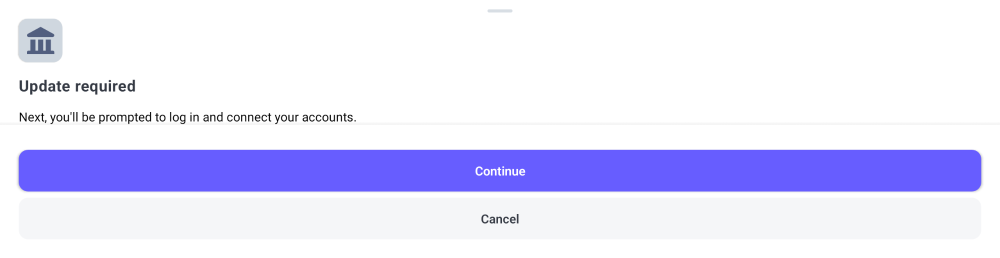 Update required
Next, you'll be prompted to log in and connect your accounts.
Continue
Cancel